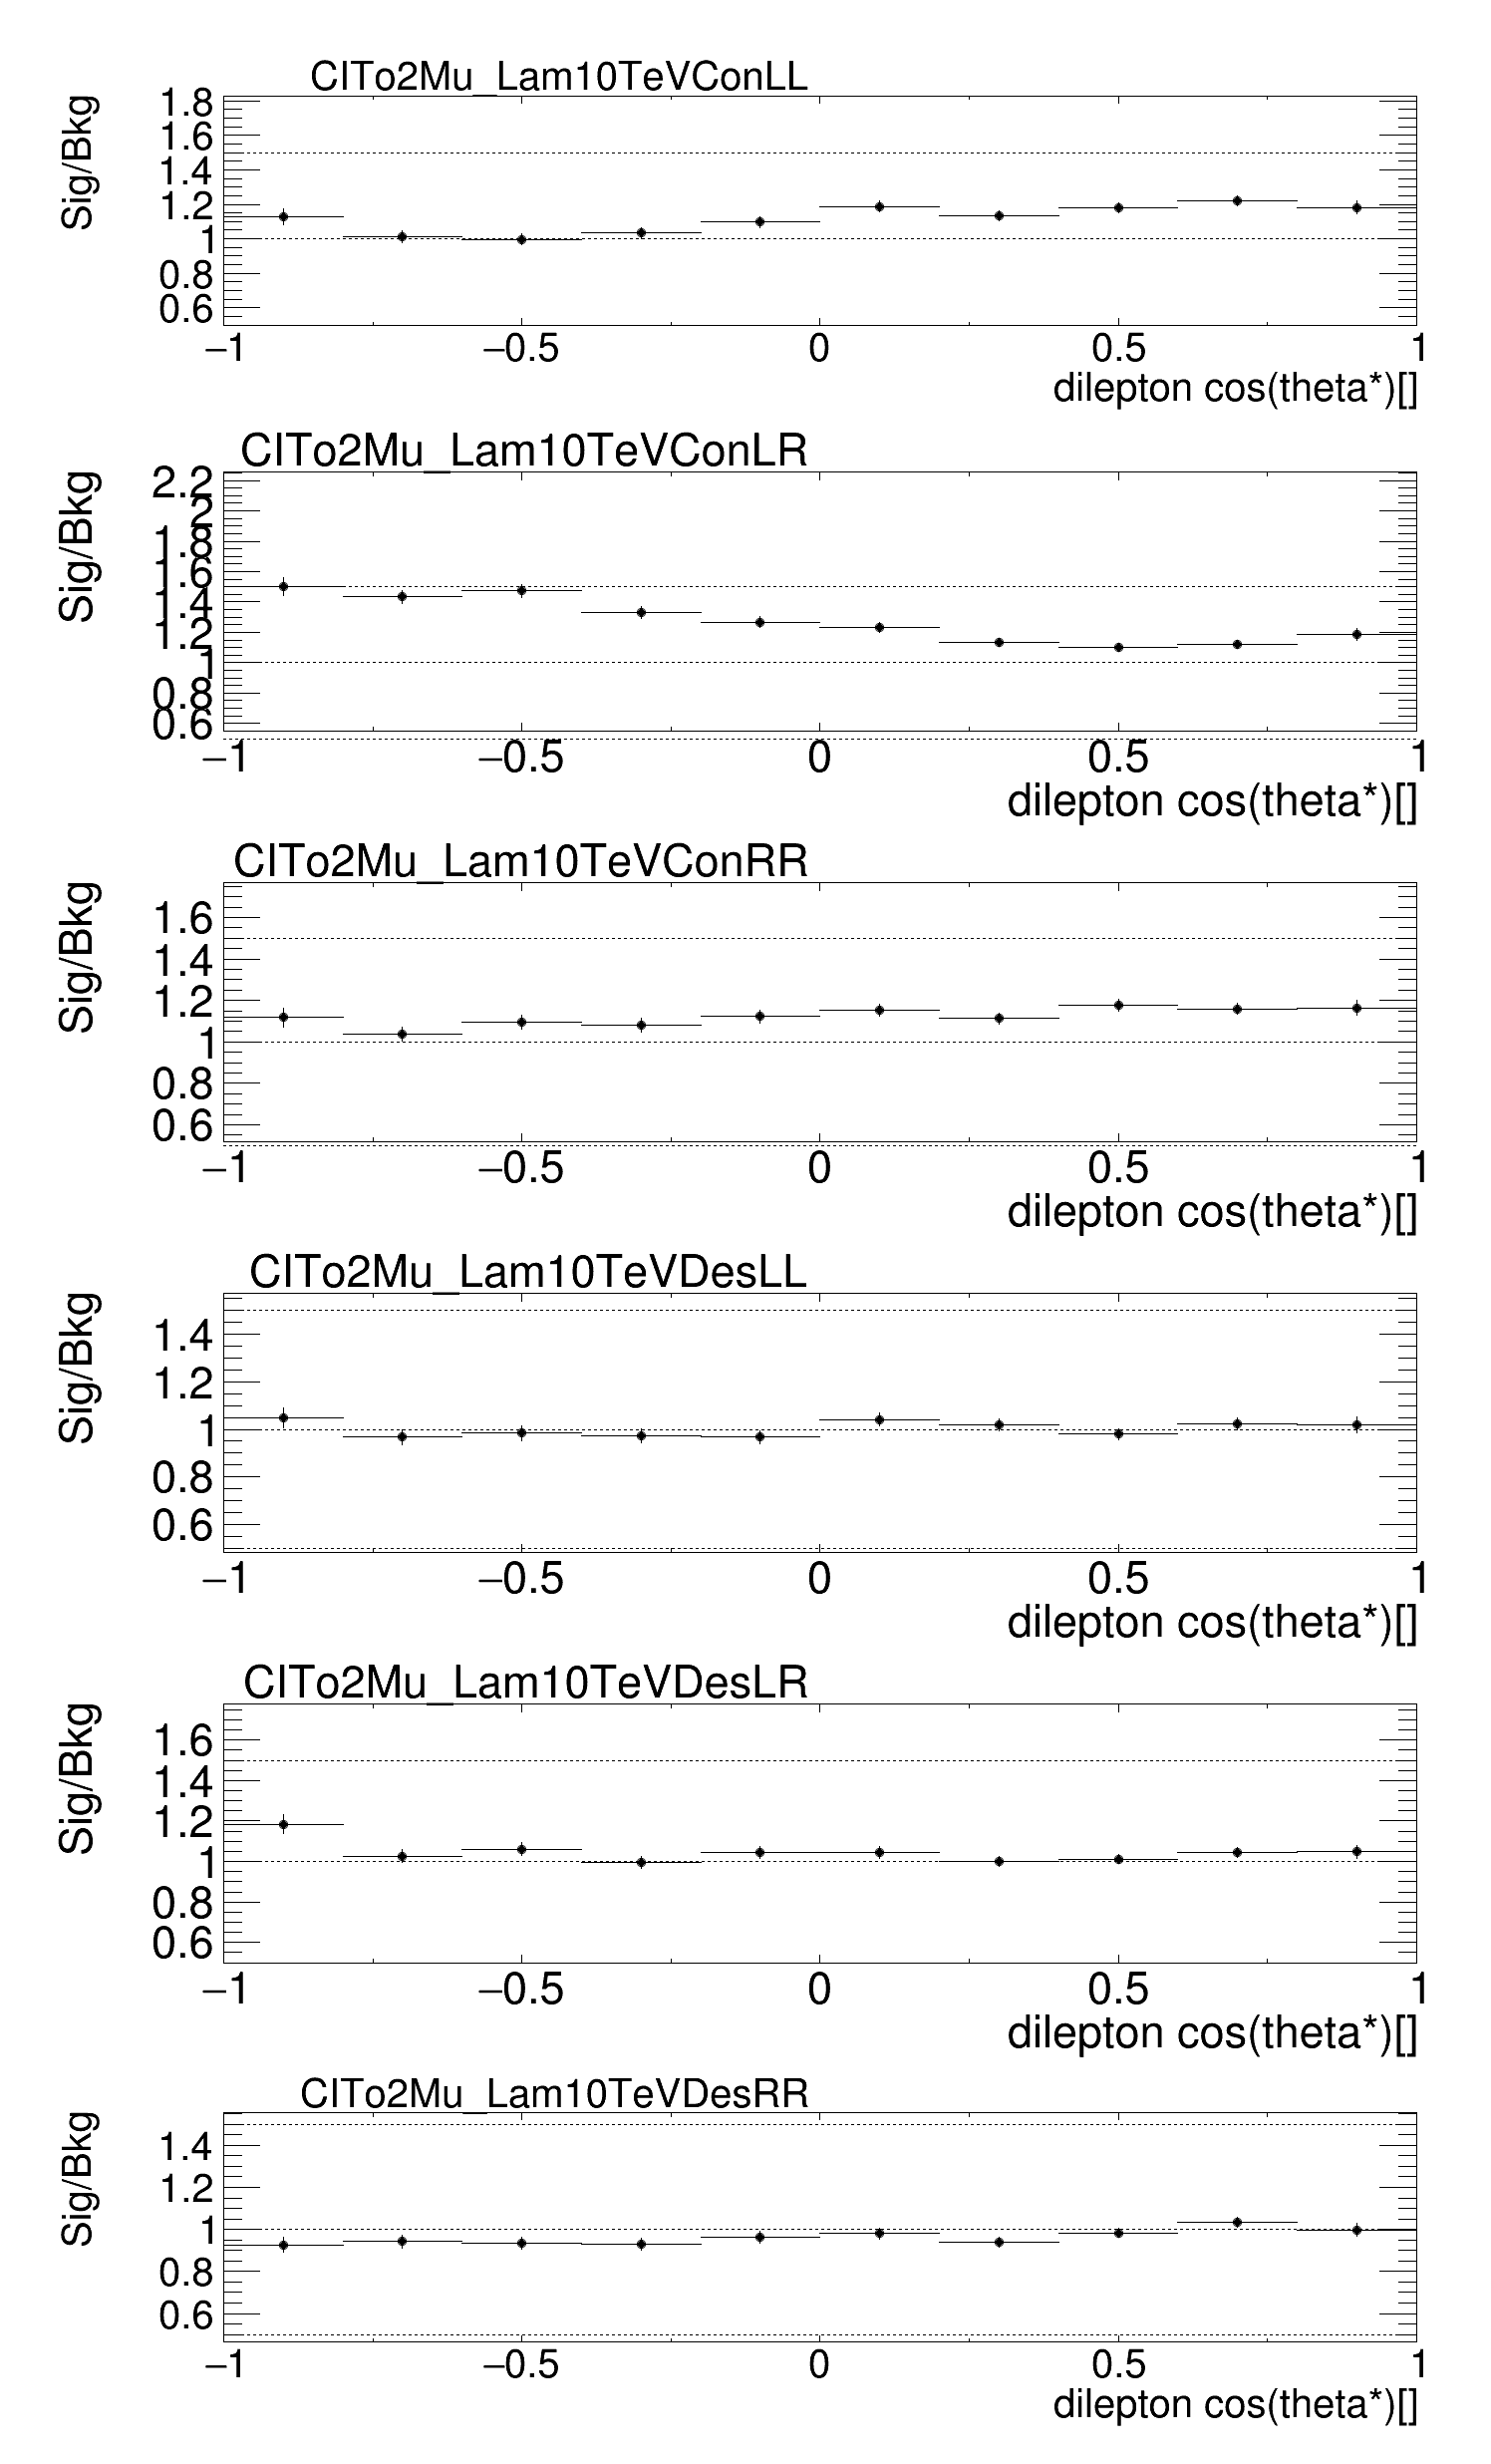 CITo2Mu_Lam10TeVConLL
Sig/Bkg
1.8
1.6
1.4
1.2
1
0.8
0.6
−1 −0.5 0 0.5 1
dilepton cos(theta*)[]
CITo2Mu_Lam10TeVConLR
Sig/Bkg
2.2
2
1.8
1.6
1.4
1.2
1
0.8
0.6
−1 −0.5 0 0.5 1
dilepton cos(theta*)[]
CITo2Mu_Lam10TeVConRR
Sig/Bkg
1.6
1.4
1.2
1
0.8
0.6
−1 −0.5 0 0.5 1
dilepton cos(theta*)[]
CITo2Mu_Lam10TeVDesLL
Sig/Bkg
1.4
1.2
1
0.8
0.6
−1 −0.5 0 0.5 1
dilepton cos(theta*)[]
CITo2Mu_Lam10TeVDesLR
Sig/Bkg
1.6
1.4
1.2
1
0.8
0.6
−1 −0.5 0 0.5 1
dilepton cos(theta*)[]
CITo2Mu_Lam10TeVDesRR
Sig/Bkg
1.4
1.2
1
0.8
0.6
−1 −0.5 0 0.5 1
dilepton cos(theta*)[]